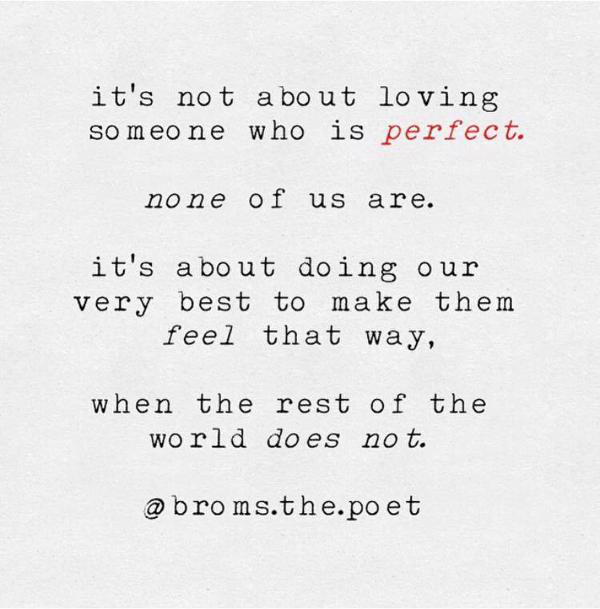 it's not about loving
someone who is perfect.
none of us are.
it's about doing our
very best to make them
feel that way,
when the rest of the
world does not.
@broms.the.poet